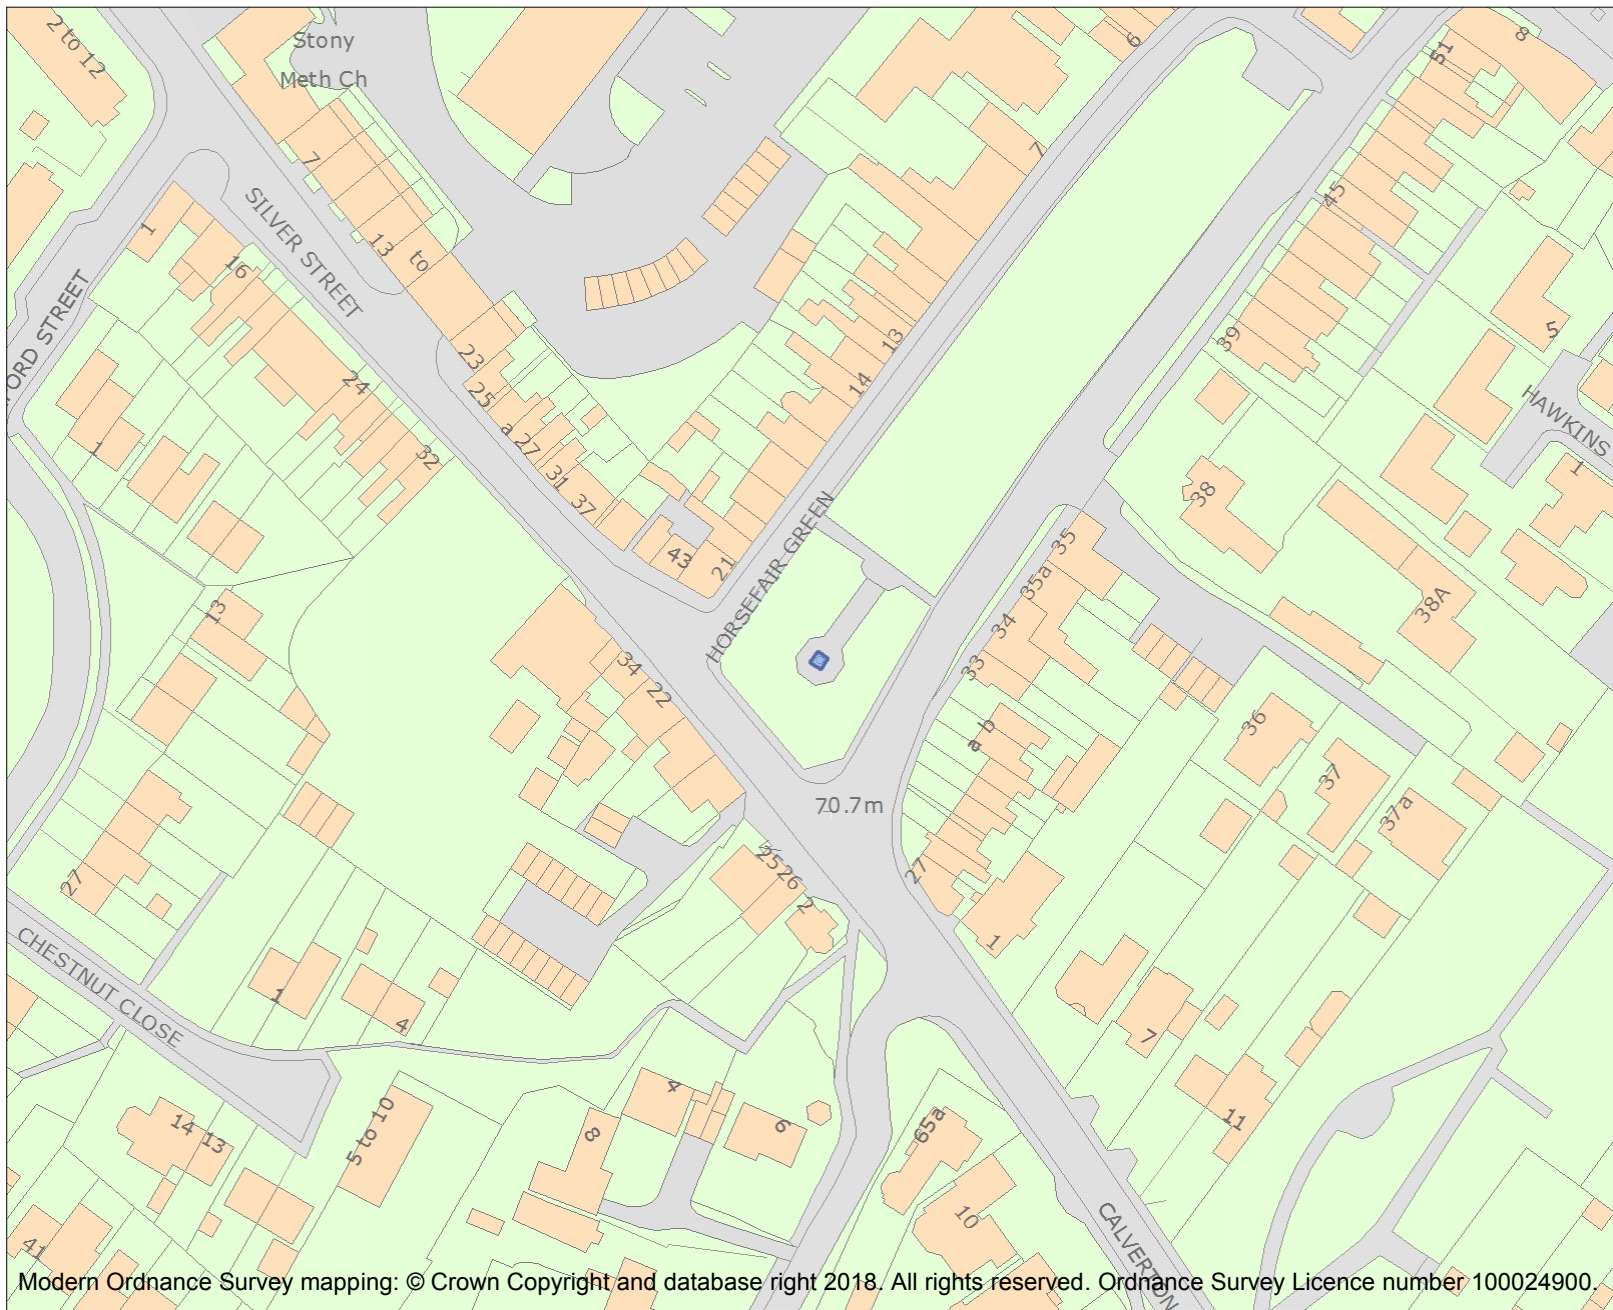 2 to 12
Stony
Meth Ch
6
51
8
7
7
SILVER STREET
1
16
13 to
45
ORD STREET
23
25
a 27
31
37
43
24
32
1
13
14
21
HORSEFAIR GREEN
39
5
HAWKINS
1
38
35
35a
34
33
38A
13
34
22
a b
36
37
37a
70.7m
27
2526
2
27
1
CHESTNUT CLOSE
1
4
7
11
5 to 10
14 13
4
8
6
65a
10
41
CALVERTON
Modern Ordnance Survey mapping: © Crown Copyright and database right 2018. All rights reserved. Ordnance Survey Licence number 100024900.